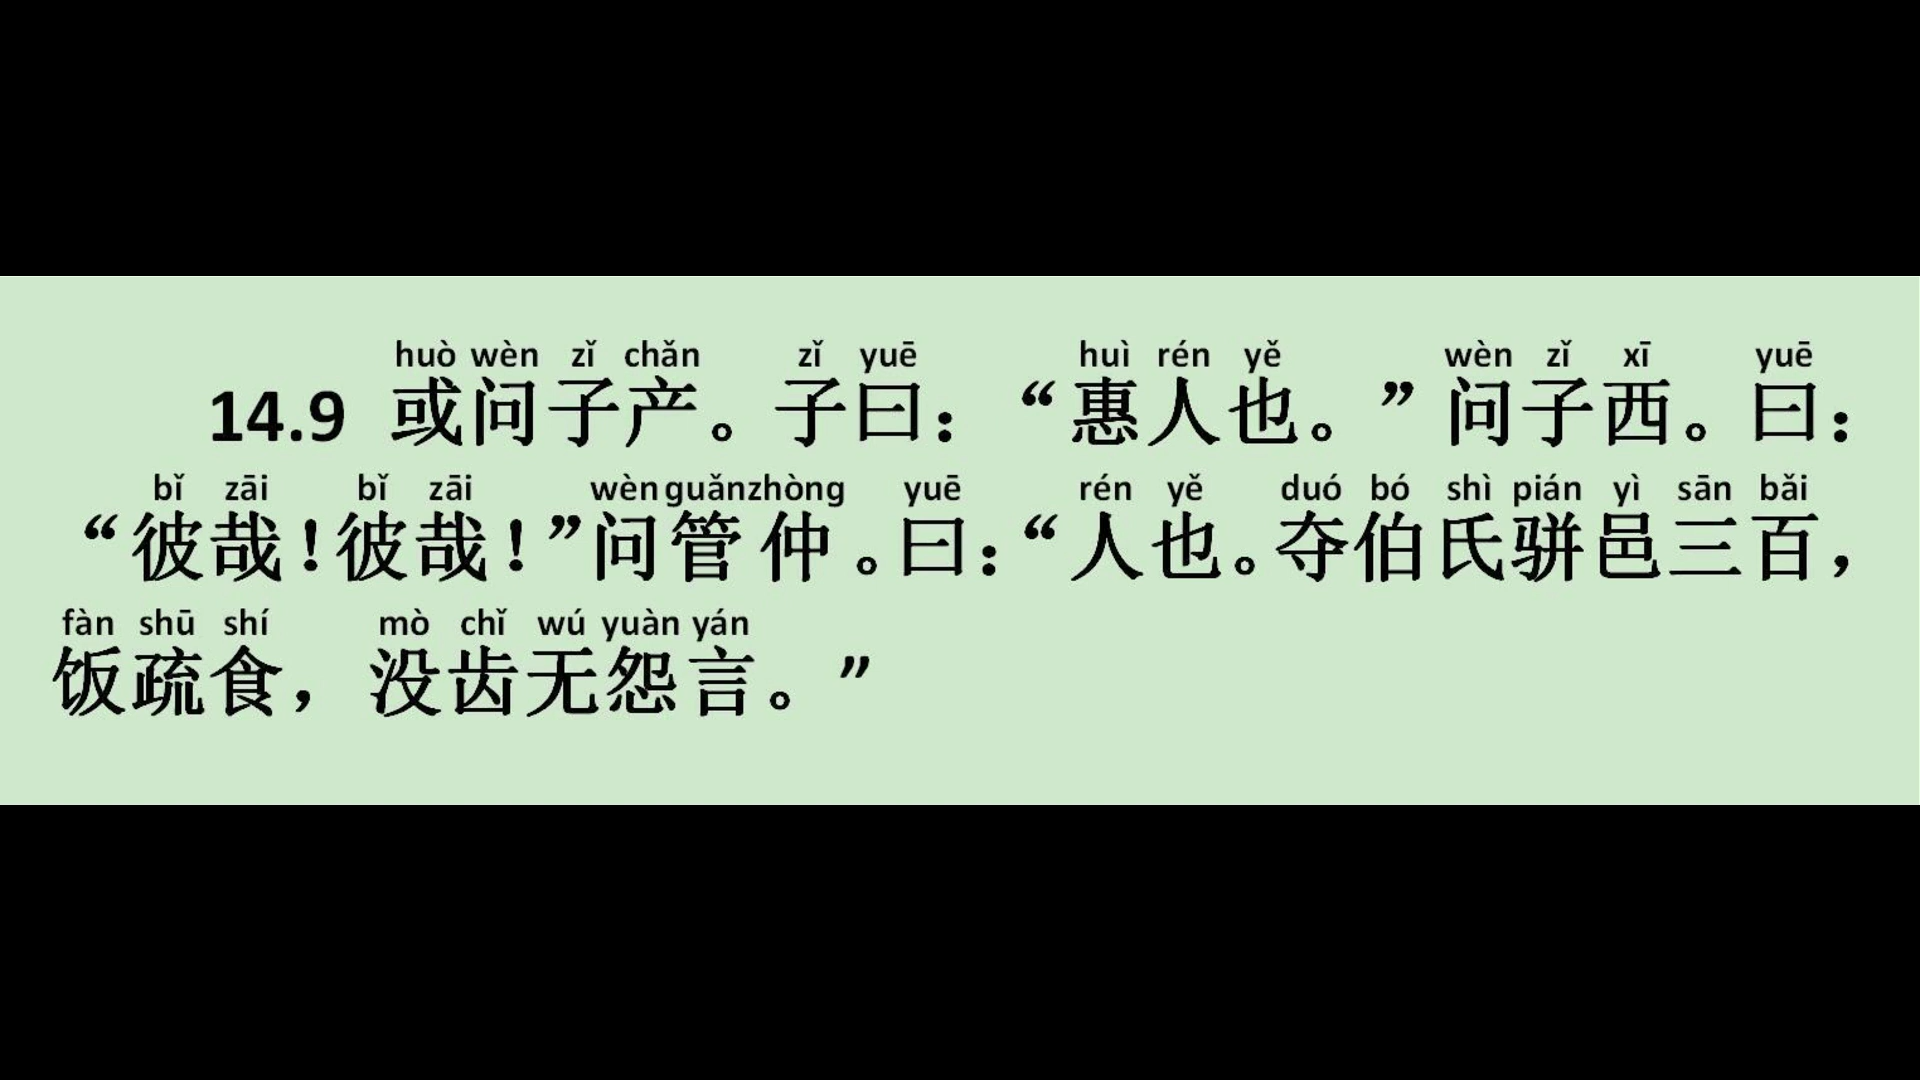 huò wèn zǐ chǎn zǐ yuē huì rén yě wèn zǐ xī yuē
14.9 或问子产。子曰：“惠人也。”问子西。曰：
bǐ zāi bǐ zāi wèn guǎn zhòng yuē rén yě duó bó shì pián yì sān bǎi
“彼哉！彼哉！”问管仲。曰：“人也。夺伯氏骈邑三百，
fàn shū shí mò chǐ wú yuàn yán
饭疏食，没齿无怨言。”